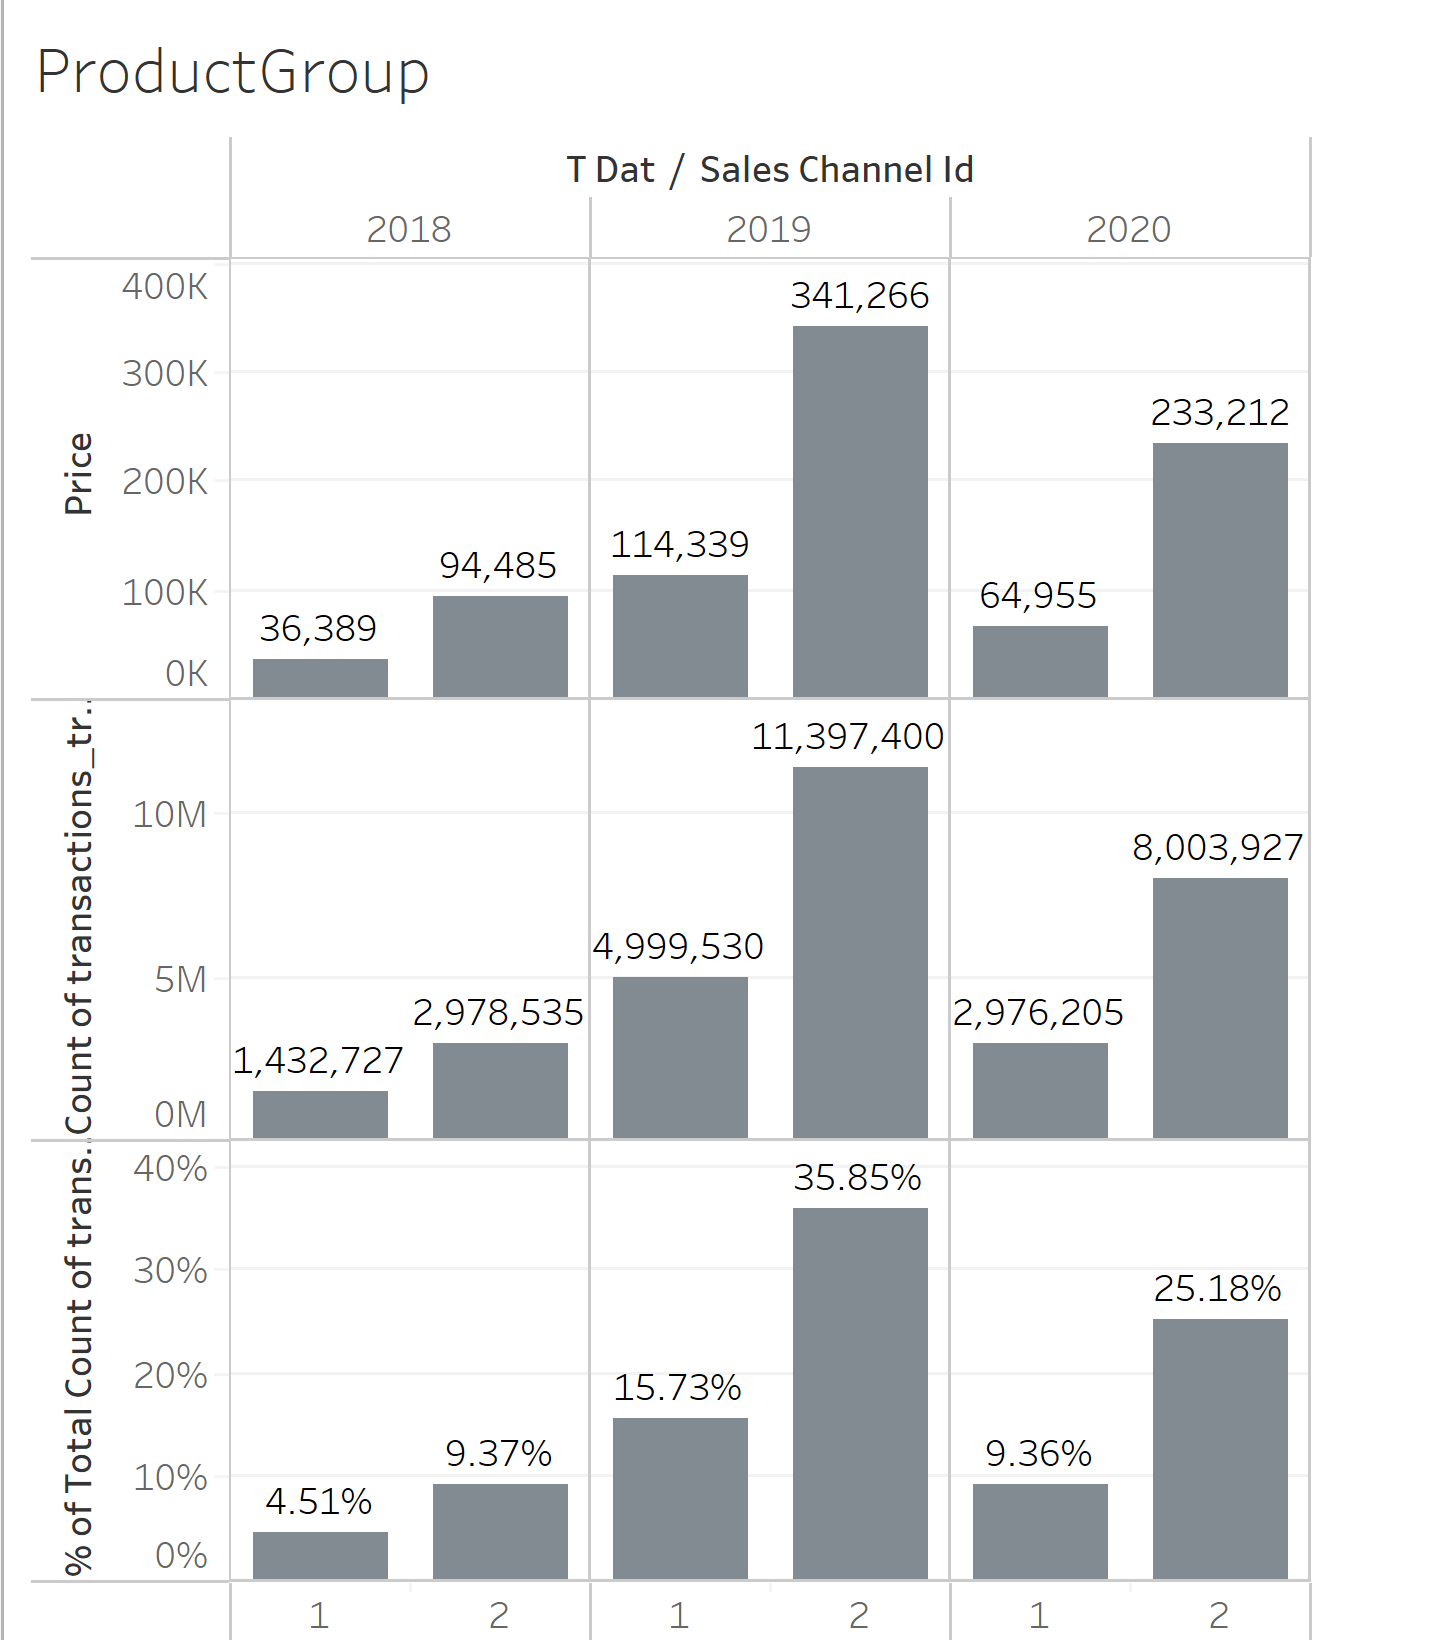 ProductGroup
T Dat / Sales Channel Id
2018 2019 2020
Price
400K
300K
200K
100K
0K
36,389 94,485 114,339 341,266 64,955 233,212
Count of transactions_tr..
10M
5M
0M
1,432,727 2,978,535 4,999,530 11,397,400 2,976,205 8,003,927
% of Total Count of trans..
40%
30%
20%
10%
0%
4.51% 9.37% 15.73% 35.85% 9.36% 25.18%
1 2 1 2 1 2